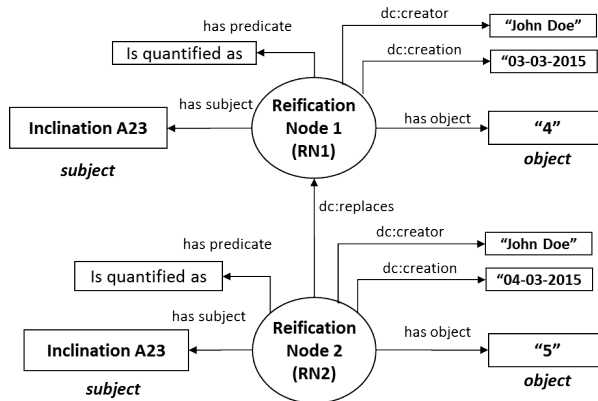 has predicate
dc:creator
“John Doe”
Is quantified as
dc:creation
“03-03-2015
Inclination A23
has subject
Reification
Node 1
(RN1)
has object
“4”
subject
object
dc:replaces
has predicate
dc:creator
“John Doe”
Is quantified as
dc:creation
“04-03-2015
Inclination A23
has subject
Reification
Node 2
(RN2)
has object
“5”
subject
object